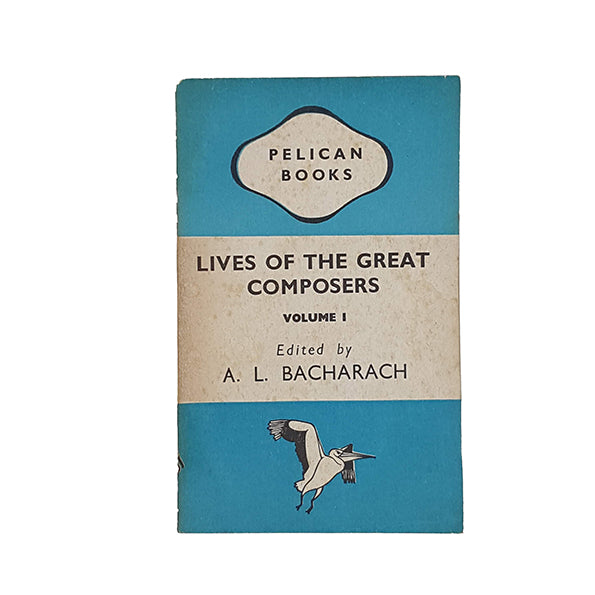 PELICAN
BOOKS
LIVES OF THE GREAT
COMPOSERS
VOLUME I
Edited by
A. L. BACHARACH